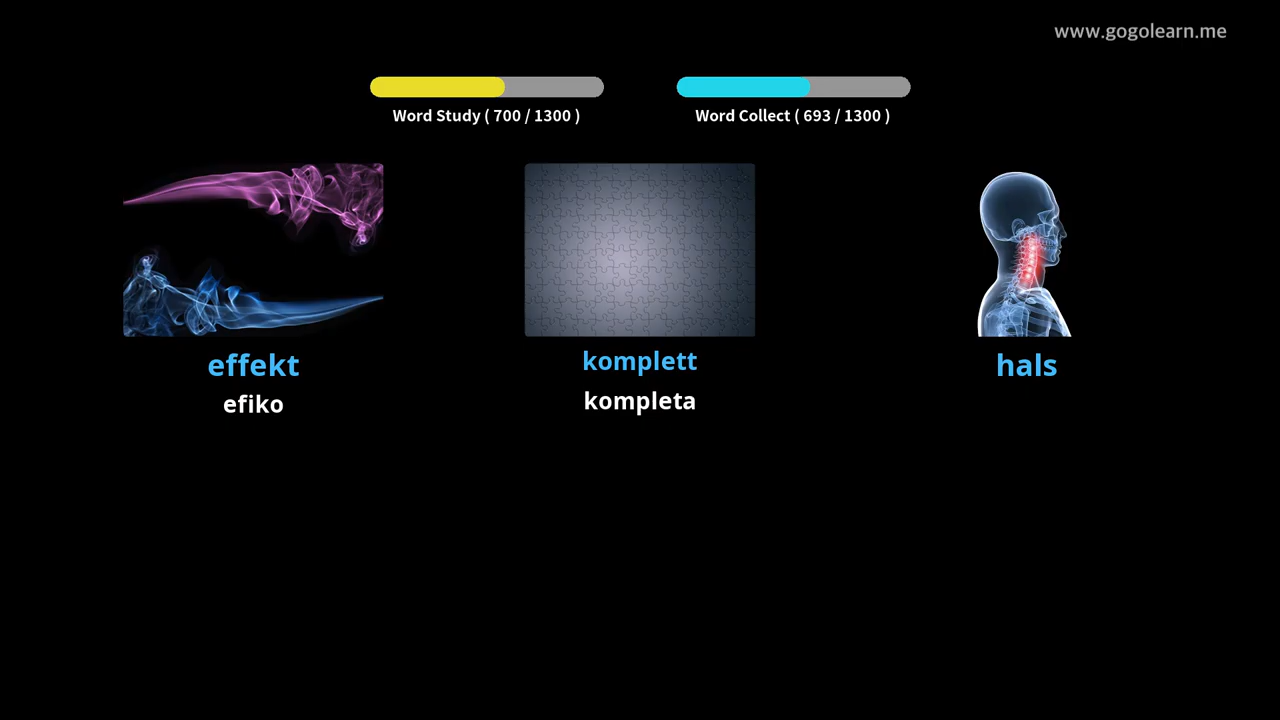 www.gogolearn.me
Word Study ( 700 / 1300 )
Word Collect ( 693 / 1300 )
effekt
efiko
komplett
kompleta
hals